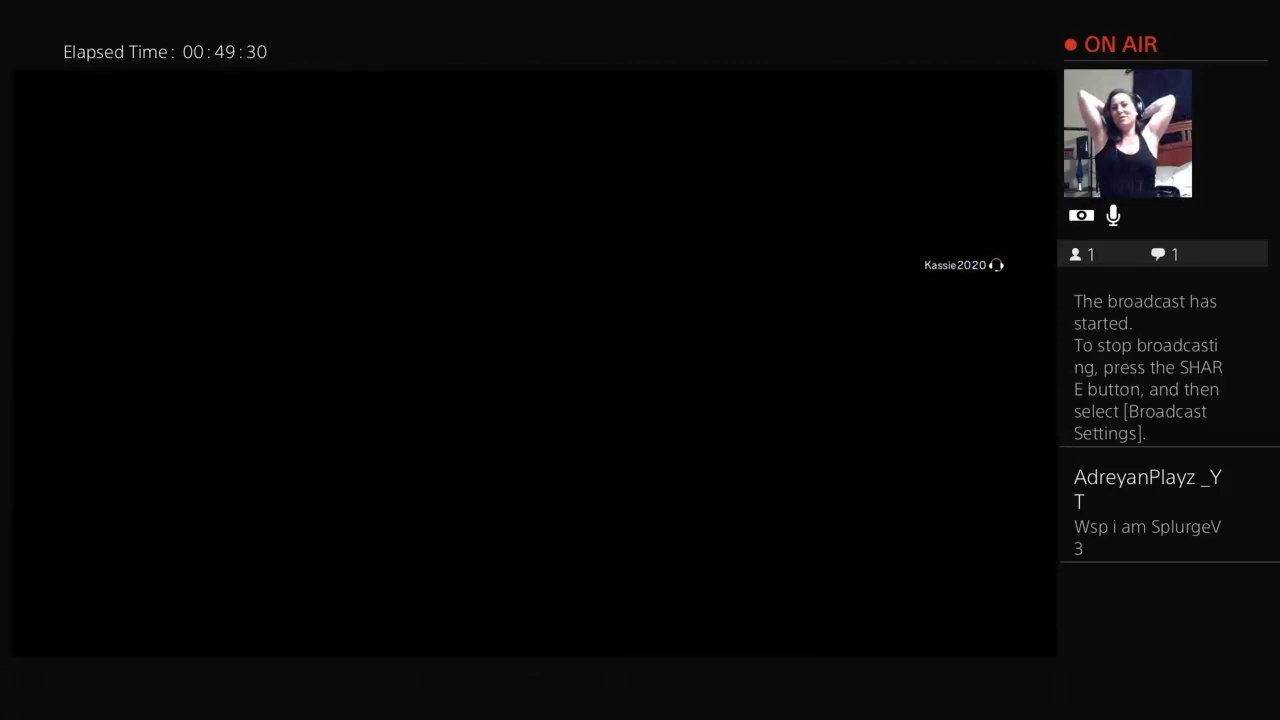 Elapsed Time: 00:49:30
ON AIR
Kassie2020
1
1
The broadcast has
started.
To stop broadcasti
ng, press the SHAR
E button, and then
select [Broadcast
Settings].
AdreyanPlayz _Y
T
Wsp i am SplurgeV
3